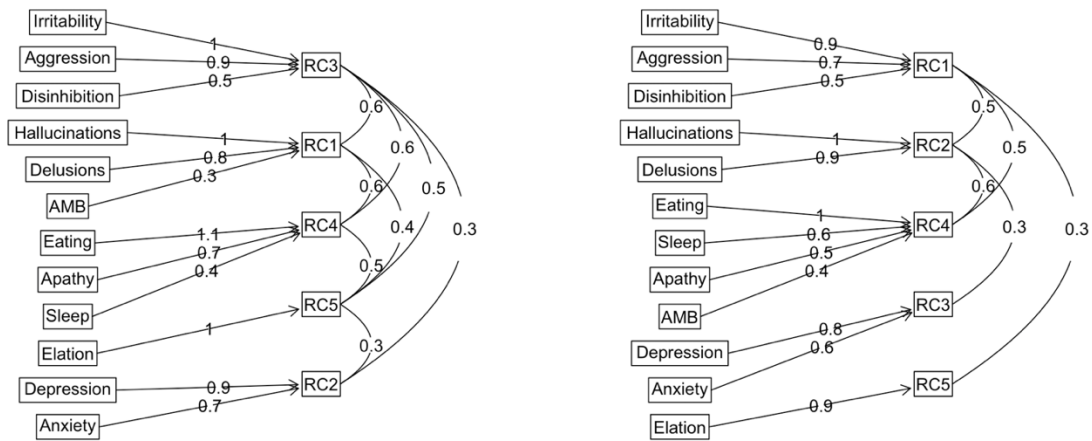 Irritability
1
Aggression
0.9
RC3
Disinhibition
0.5
0.6
Hallucinations
1
RC1
0.6
Delusions
0.8
0.3
0.6
0.5
AMB
Eating
1.1
RC4
0.4
0.3
Apathy
0.7
0.4
0.5
Sleep
RC5
Elation
1
0.3
Depression
0.9
RC2
Anxiety
0.7
Irritability
0.9
Aggression
0.7
RC1
Disinhibition
0.5
0.5
Hallucinations
1
RC2
0.5
Delusions
0.9
0.6
Eating
1
RC4
0.3
0.3
Sleep
0.6
Apathy
0.5
0.4
AMB
RC3
Depression
0.8
0.6
Anxiety
RC5
Elation
0.9